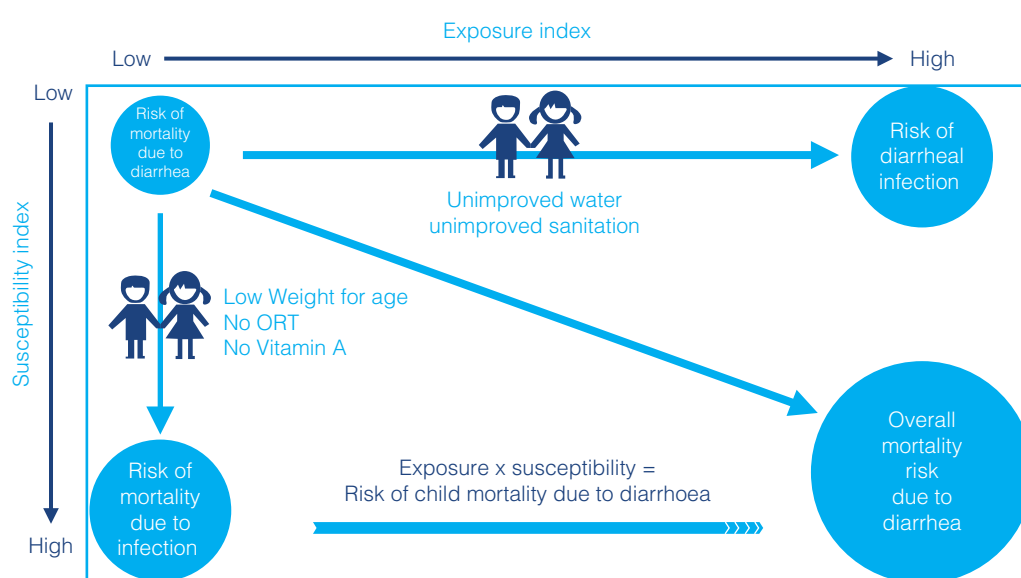 Exposure index
Low
High
Low
Susceptibility index
High
Risk of
mortality
due to
diarrhea
Unimproved water
unimproved sanitation
Risk of
diarrheal
infection
Low Weight for age
No ORT
No Vitamin A
Risk of
mortality
due to
infection
Exposure x susceptibility =
Risk of child mortality due to diarrhoea
Overall
mortality
risk
due to
diarrhea